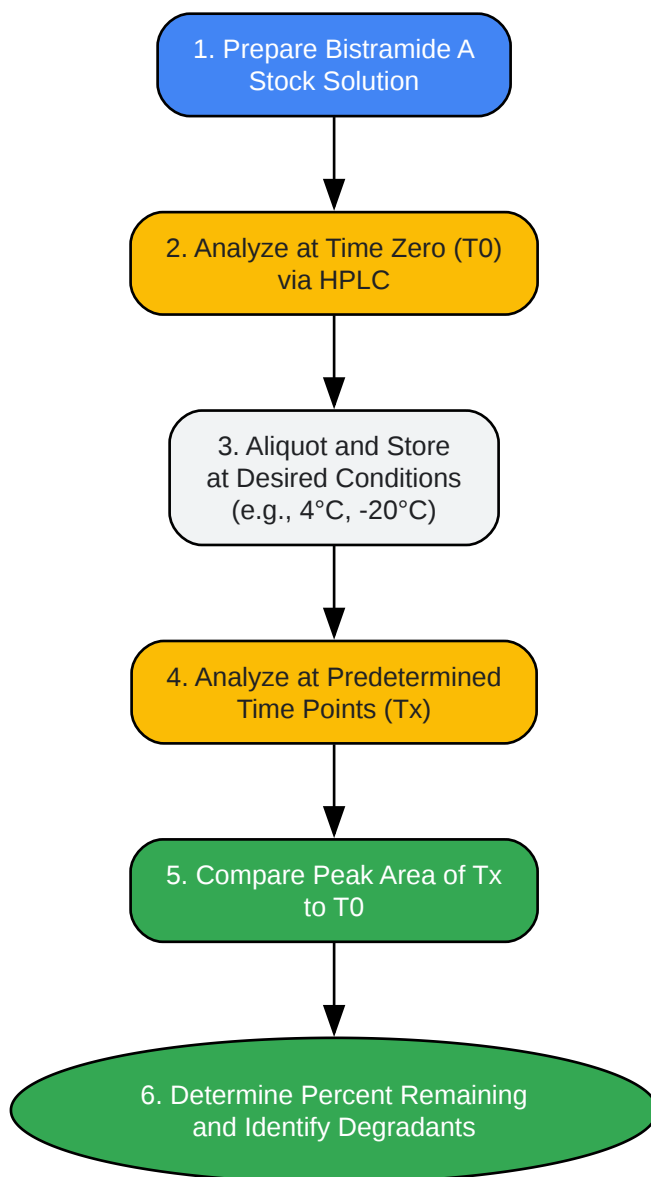 1. Prepare Bistramide A
Stock Solution
2. Analyze at Time Zero (T0)
via HPLC
3. Aliquot and Store
at Desired Conditions
(e.g., 4°C, -20°C)
4. Analyze at Predetermined
Time Points (Tx)
5. Compare Peak Area of Tx
to T0
6. Determine Percent Remaining
and Identify Degradants